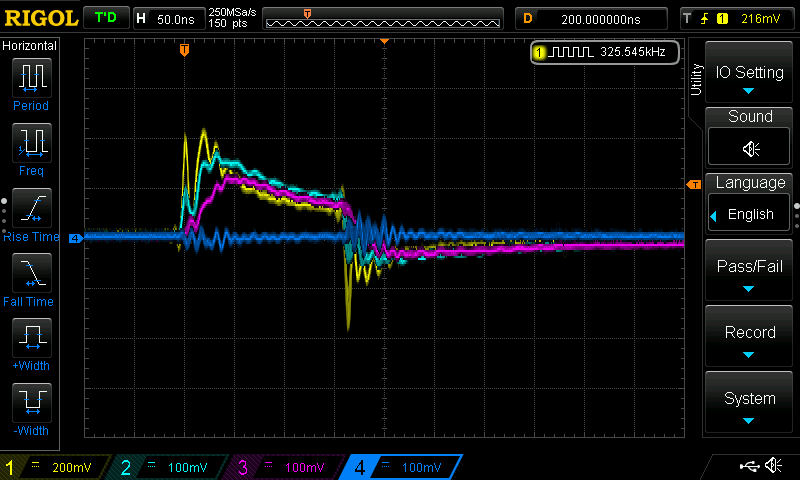 RIGOL T'D H 50.0ns 250MSa/s D 200.000000ns T 1 216mV
150 pts
Horizontal
1 325.545kHz
Utility
IO Setting
Period
Sound
Freq
Language
English
Rise Time
4
T
Pass/Fail
Fall Time
Record
+Width
System
-Width
1 200mV 2 100mV 3 100mV 4 100mV